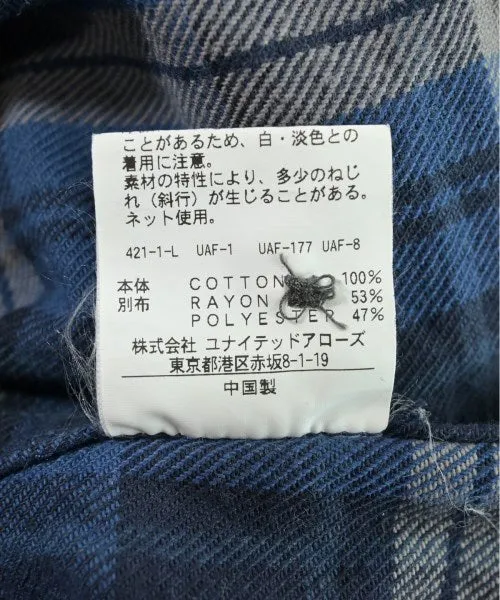 ことがあるため、白・淡色との
着用に注意。
素材の特性により、多少のねじ
れ（斜行）が生じることがある。
ネット使用。
421-1-L UAF-1 UAF-177 UAF-8
本体 COTTON 100%
別布 RAYON 53%
POLYESTER 47%
株式会社 ユナイテッドアローズ
東京都港区赤坂8-1-19
中国製